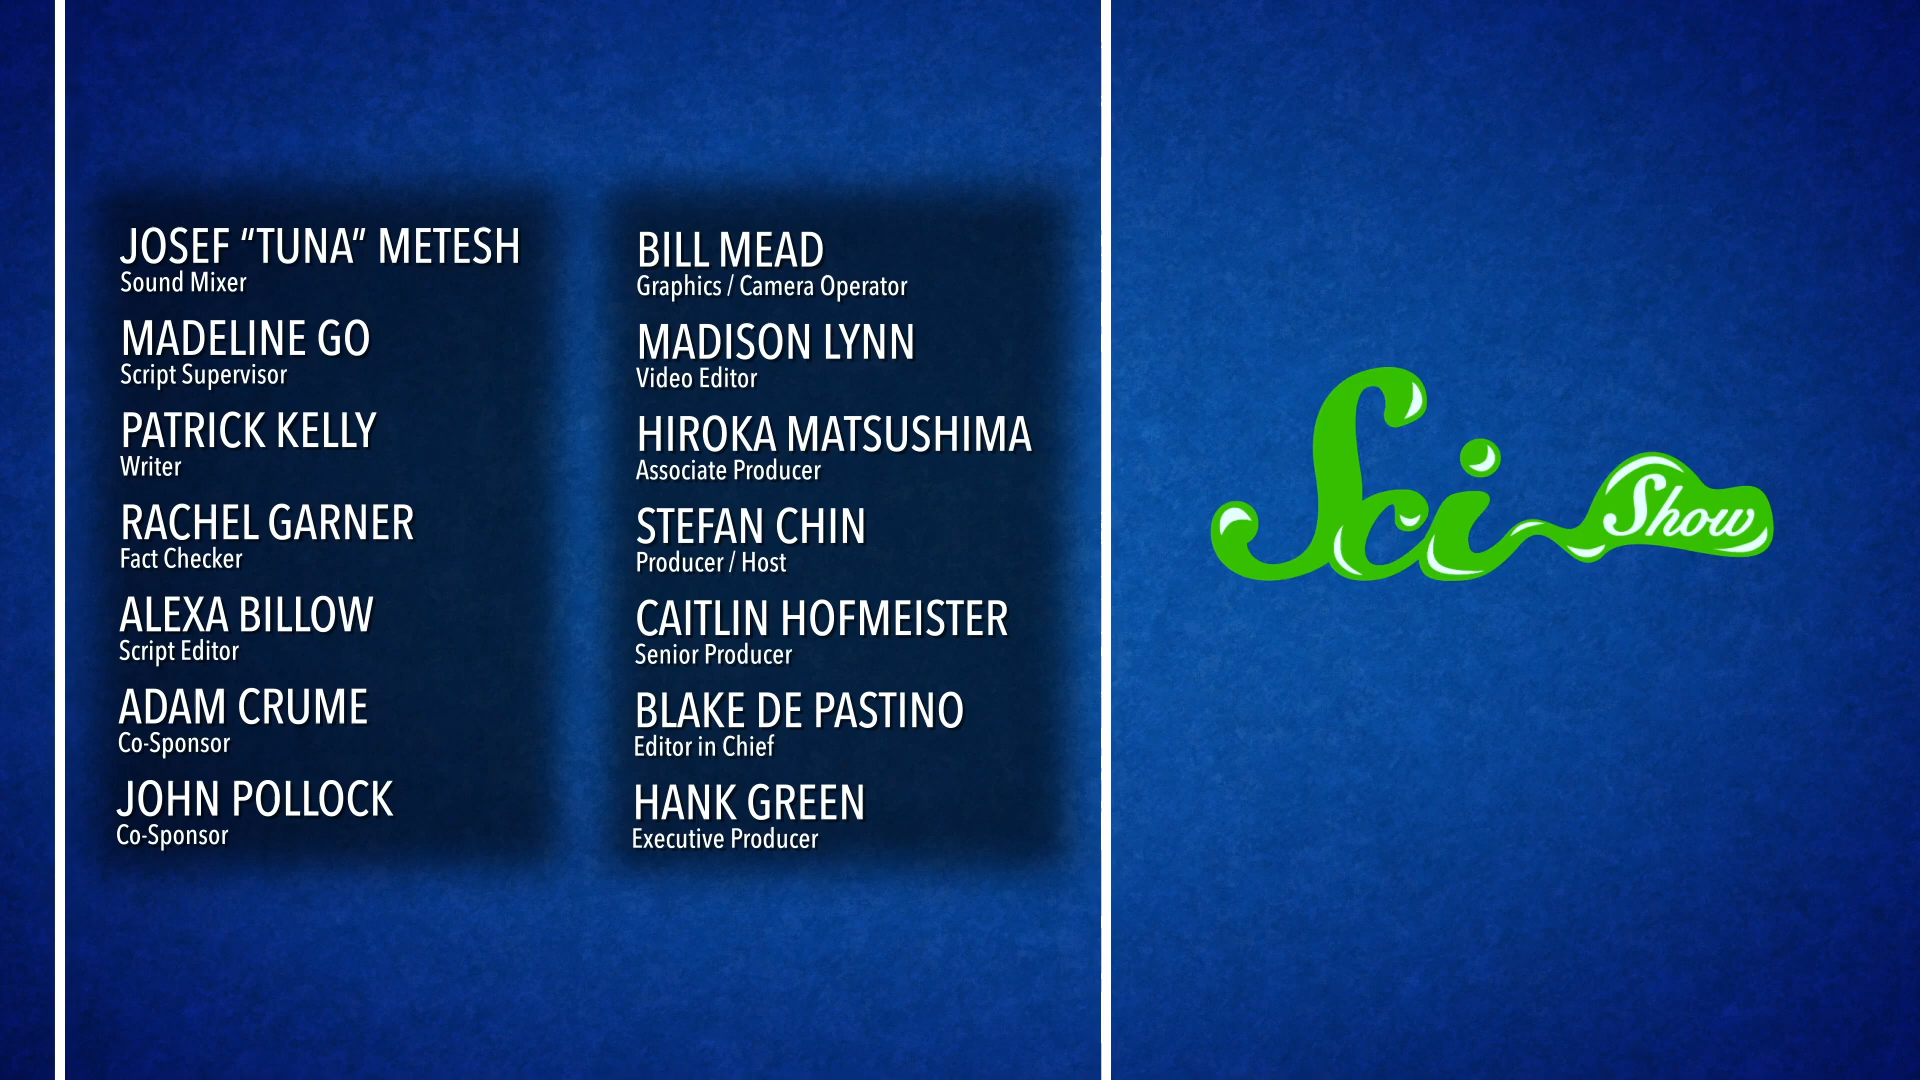 JOSEF “TUNA” METESH
Sound Mixer
MADELINE GO
Script Supervisor
PATRICK KELLY
Writer
RACHEL GARNER
Fact Checker
ALEXA BILLOW
Script Editor
ADAM CRUME
Co-Sponsor
JOHN POLLOCK
Co-Sponsor
BILL MEAD
Graphics / Camera Operator
MADISON LYNN
Video Editor
HIROKA MATSUSHIMA
Associate Producer
STEFAN CHIN
Producer / Host
CAITLIN HOFMEISTER
Senior Producer
BLAKE DE PASTINO
Editor in Chief
HANK GREEN
Executive Producer
Sci Show